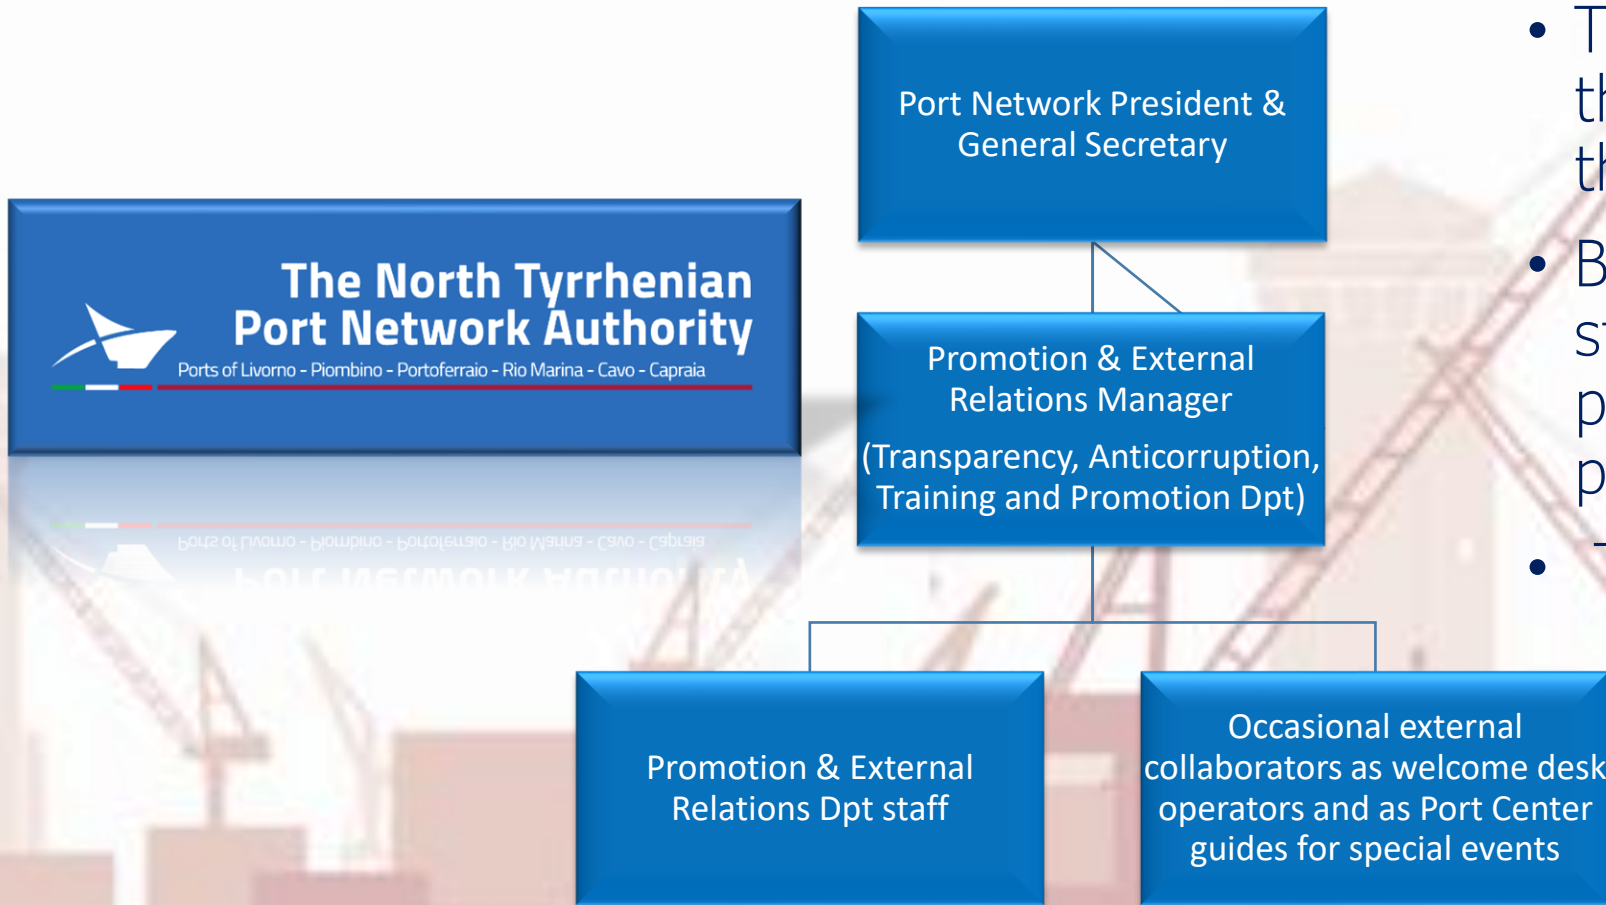 The North Tyrrhenian
Port Network Authority
Ports of Livorno - Piombino - Portoferraio - Rio Marina - Cavo - Capraia
Port Network President &
General Secretary
Promotion & External
Relations Manager
(Transparency, Anticorruption,
Training and Promotion Dpt)
Promotion & External
Relations Dpt staff
Occasional external
collaborators as welcome desk
operators and as Port Center
guides for special events